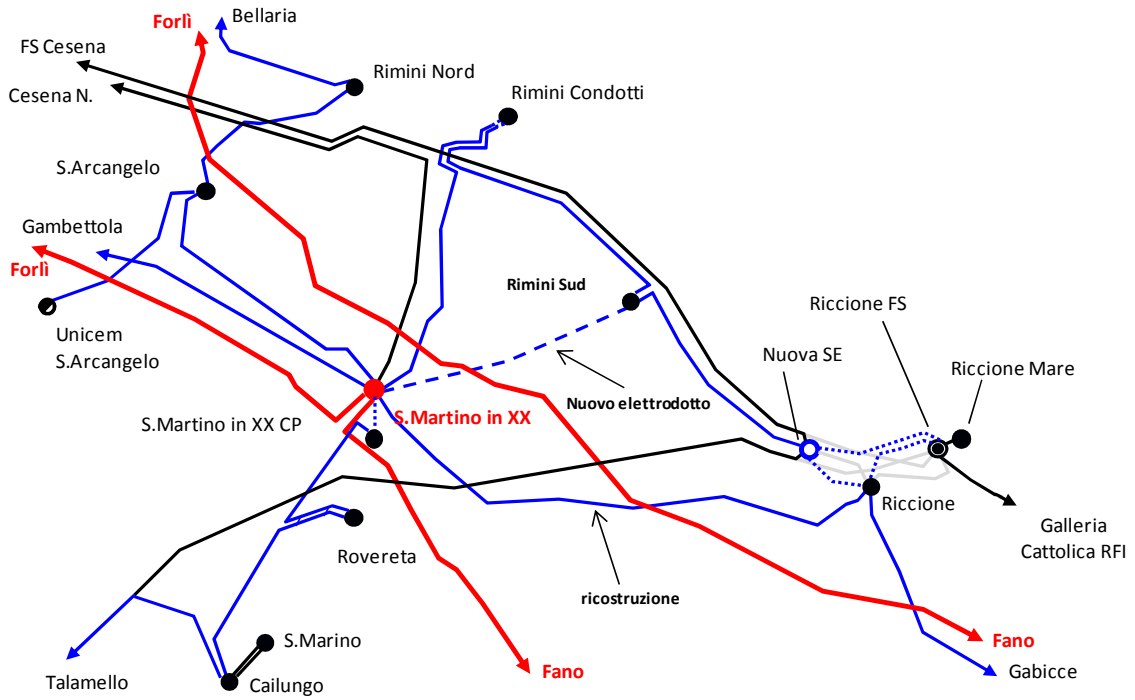 Forlì
Bellaria
FS Cesena
Rimini Nord
Cesena N.
Rimini Condotti
S.Arcangelo
Gambettola
Forlì
Rimini Sud
Riccione FS
Unicem
S.Arcangelo
Nuova SE
Riccione Mare
Nuovo elettrodotto
S.Martino in XX CP
S.Martino in XX
Riccione
Galleria
Cattolica RFI
Rovereta
ricostruzione
S.Marino
Fano
Fano
Gabicce
Talamello
Cailungo